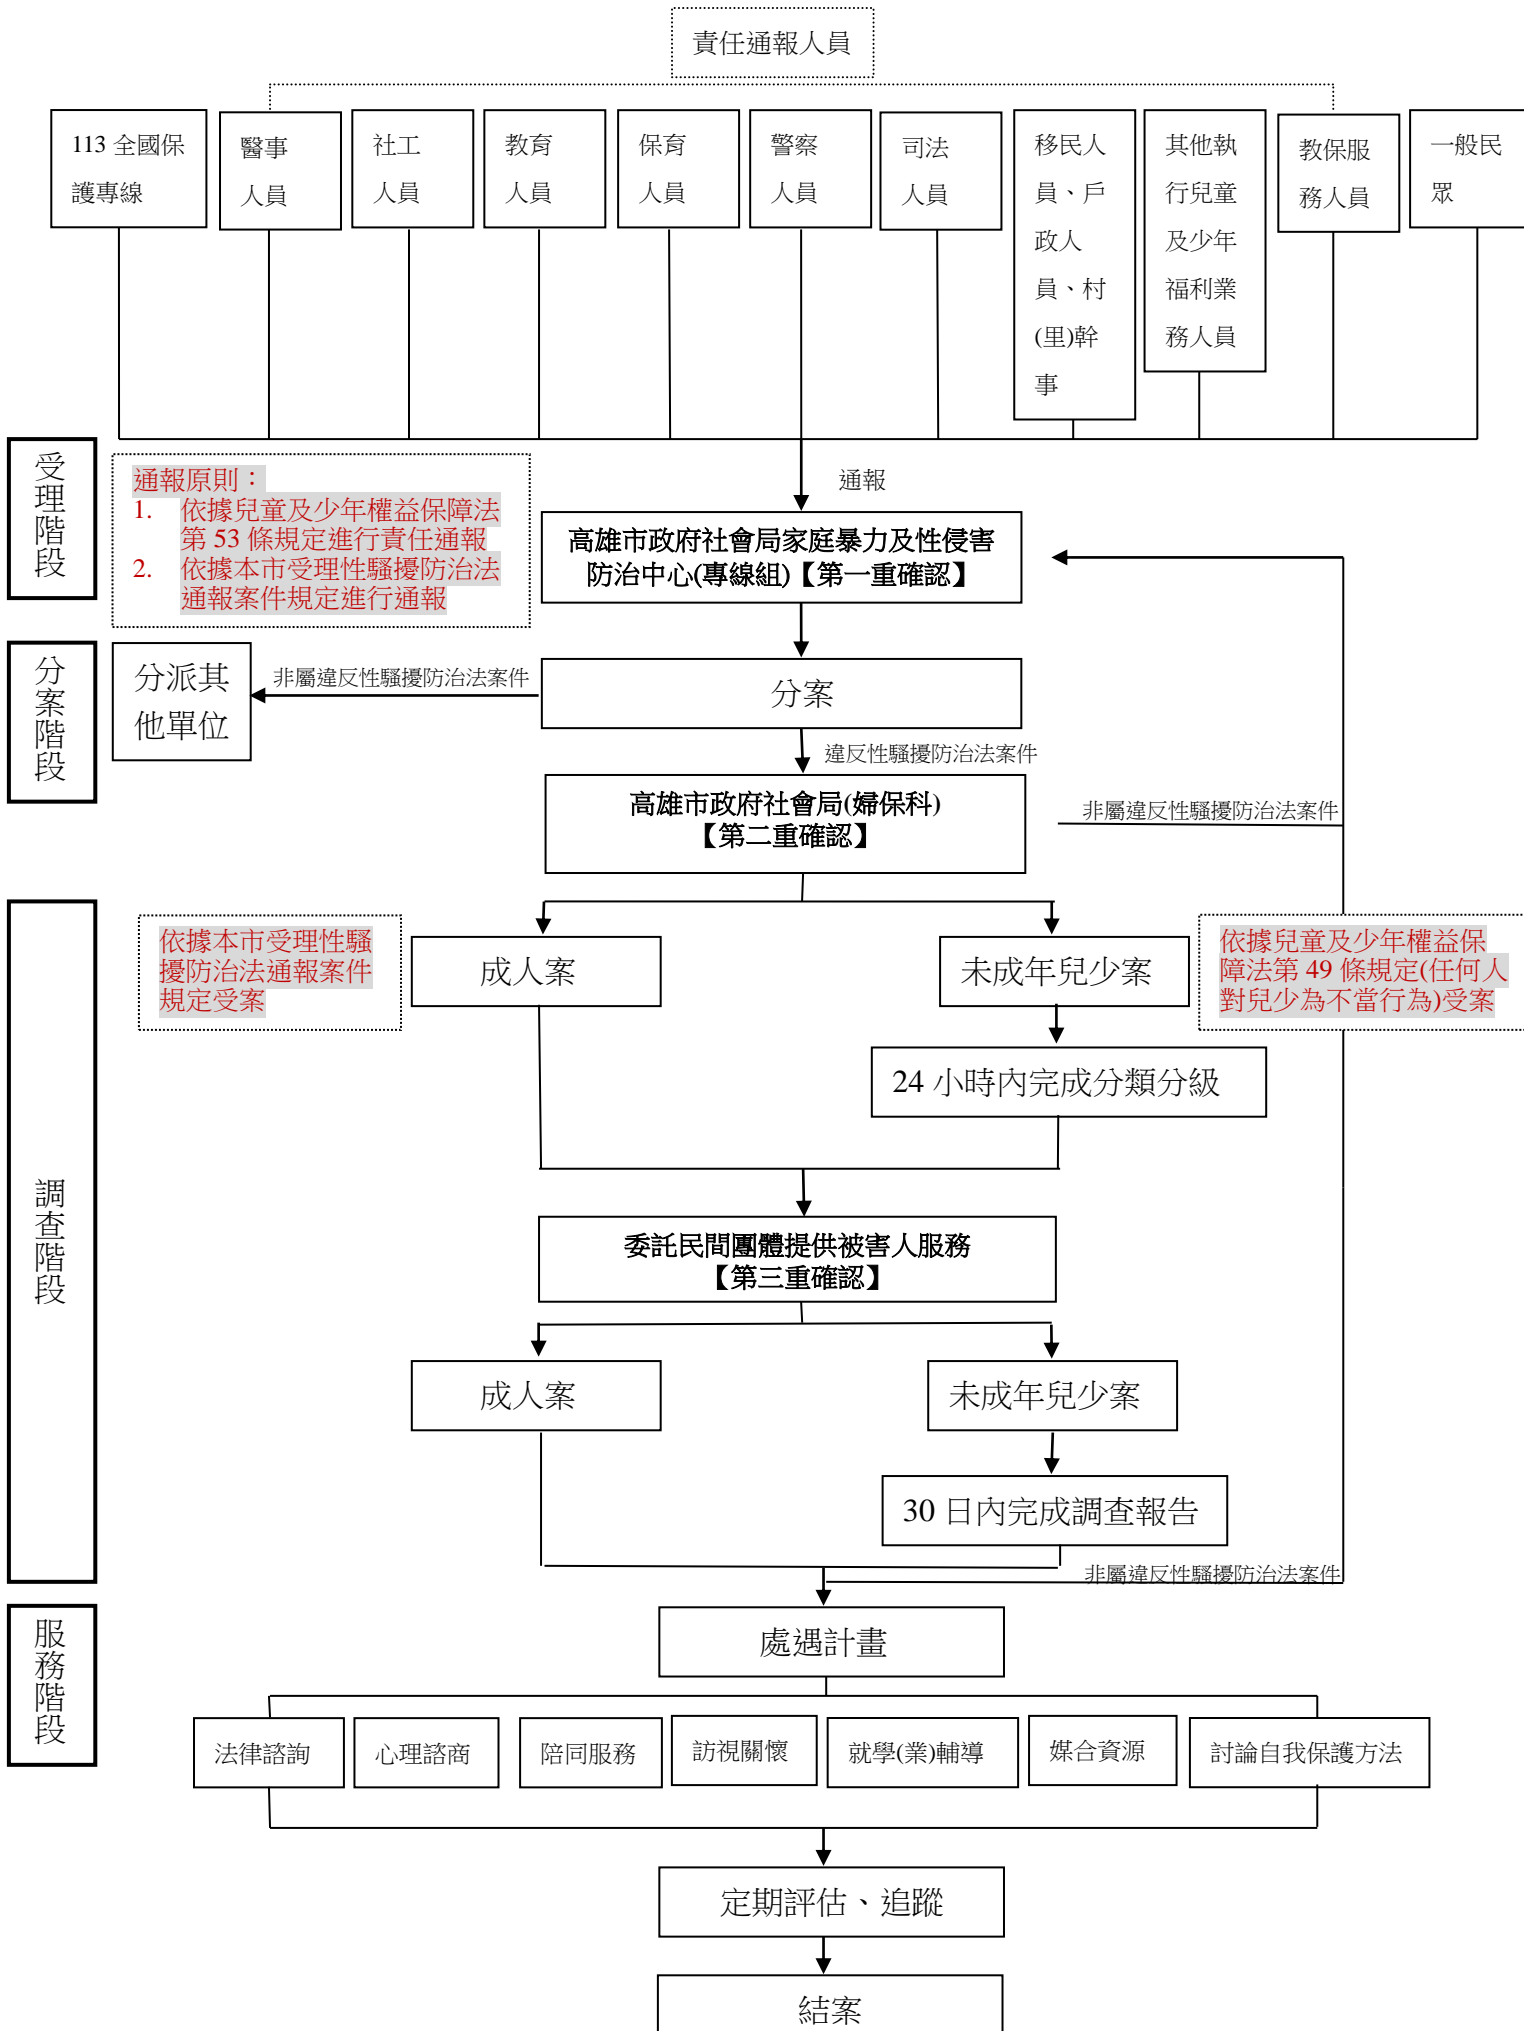 責任通報人員
113 全國保
護專線
醫事
人員
社工
人員
教育
人員
保育
人員
警察
人員
司法
人員
移民人
員、戶
政人
員、村
(里)幹
事
其他執
行兒童
及少年
福利業
務人員
教保服
務人員
一般民
眾
受理階段
通報原則：
1. 依據兒童及少年權益保障法
第 53 條規定進行責任通報
2. 依據本市受理性騷擾防治法
通報案件規定進行通報
通報
高雄市政府社會局家庭暴力及性侵害
防治中心(專線組)【第一重確認】
分案階段
分派其
他單位
非屬違反性騷擾防治法案件
分案
違反性騷擾防治法案件
高雄市政府社會局(婦保科)
【第二重確認】
非屬違反性騷擾防治法案件
調查階段
依據本市受理性騷
擾防治法通報案件
規定受案
成人案
未成年兒少案
依據兒童及少年權益保
障法第 49 條規定(任何人
對兒少為不當行為)受案
24 小時內完成分類分級
委託民間團體提供被害人服務
【第三重確認】
成人案
未成年兒少案
30 日內完成調查報告
非屬違反性騷擾防治法案件
服務階段
處遇計畫
法律諮詢
心理諮商
陪同服務
訪視關懷
就學(業)輔導
媒合資源
討論自我保護方法
定期評估、追蹤
結案